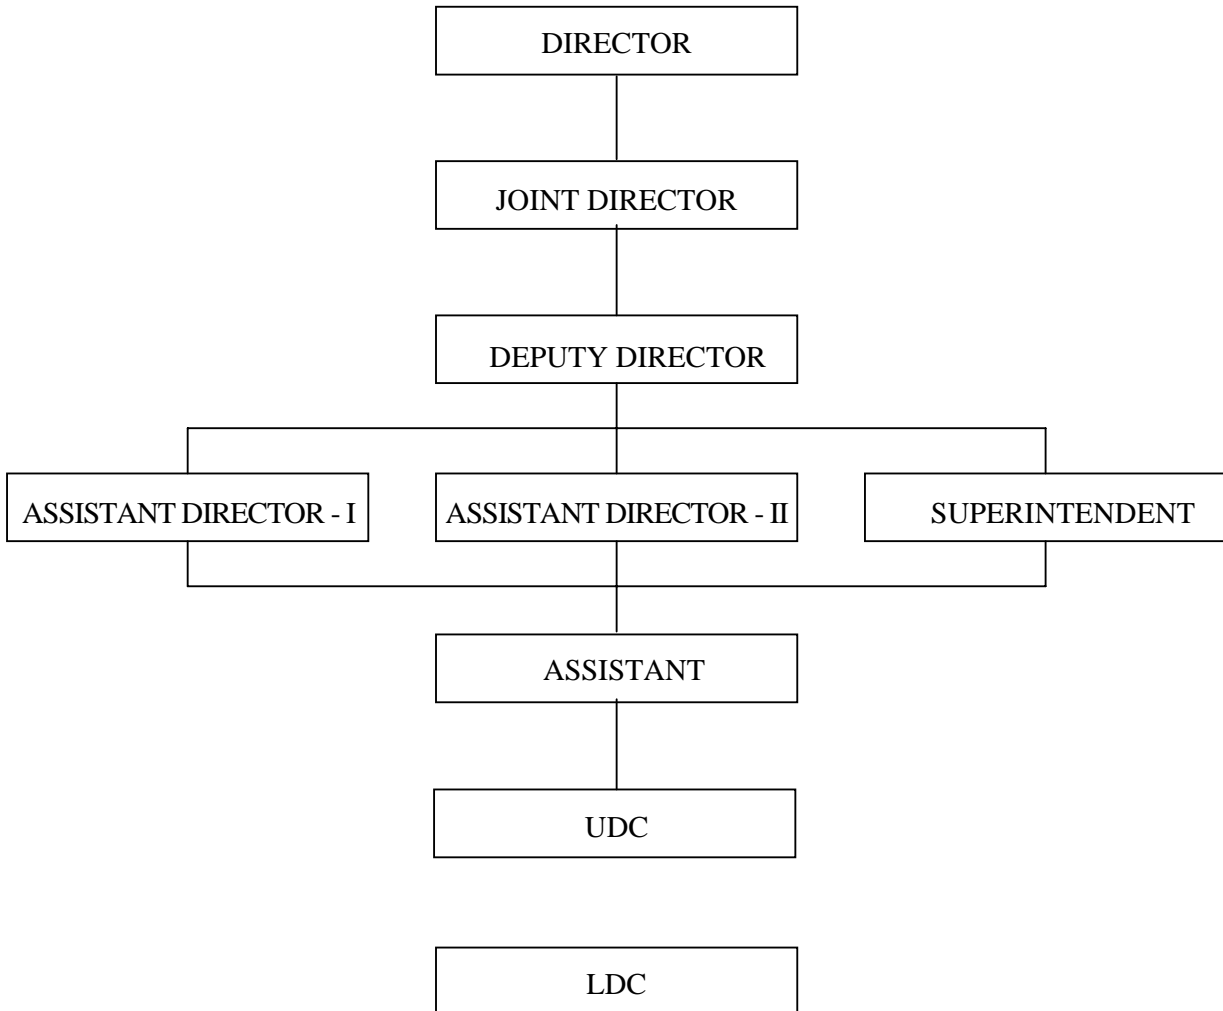 DIRECTOR
JOINT DIRECTOR
DEPUTY DIRECTOR
ASSISTANT DIRECTOR - I
ASSISTANT DIRECTOR - II
SUPERINTENDENT
ASSISTANT
UDC
LDC